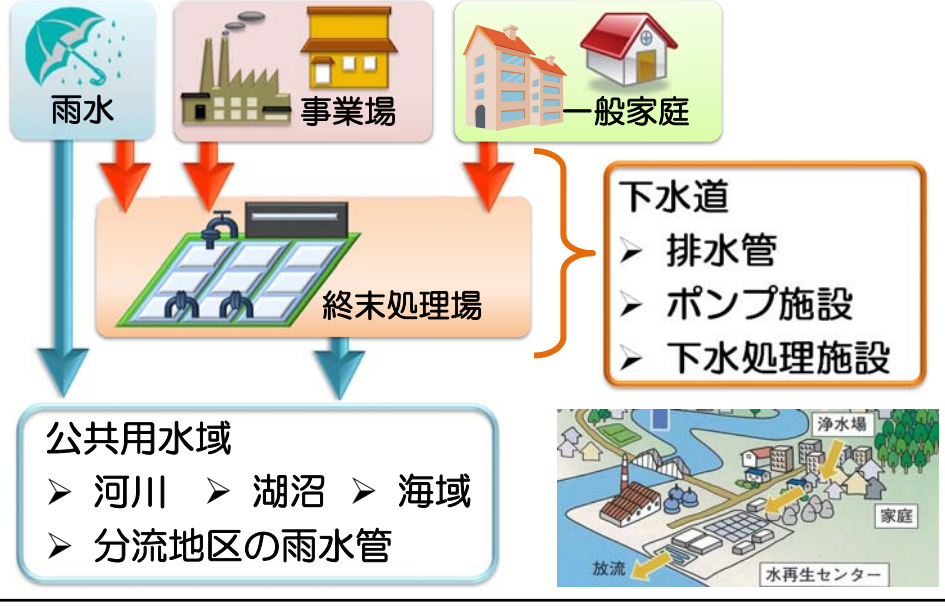 雨水
事業場
一般家庭
終末処理場
下水道
➢ 排水管
➢ ポンプ施設
➢ 下水処理施設
公共用水域
➢ 河川 ➢ 湖沼 ➢ 海域
➢ 分流地区の雨水管
浄水場
家庭
放流
水再生センター